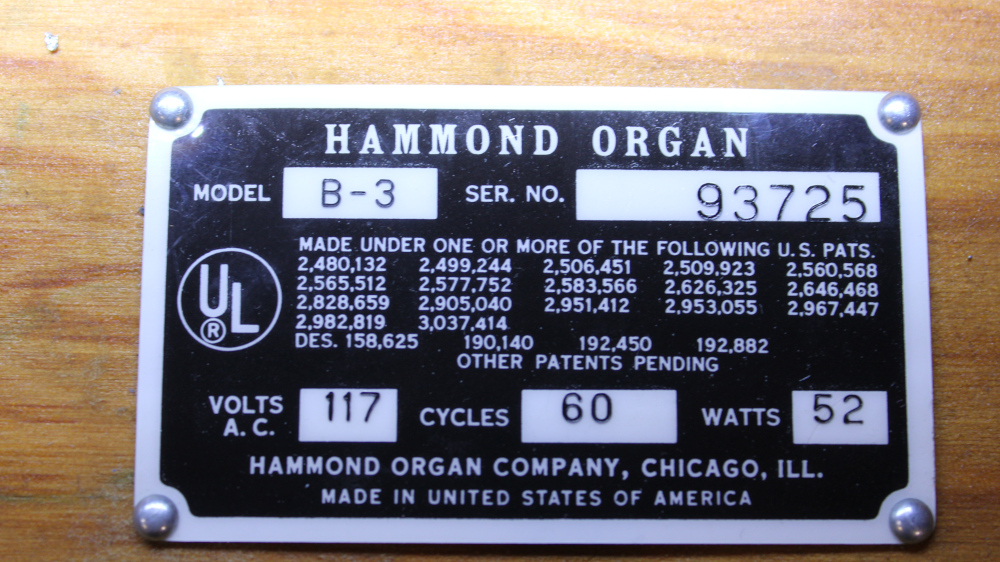 HAMMOND ORGAN
MODEL B-3 SER. NO. 93725
MADE UNDER ONE OR MORE OF THE FOLLOWING U.S. PATS.
2,480,132 2,499,244 2,506,451 2,509,923 2,560,568
2,565,512 2,577,752 2,583,566 2,626,325 2,646,468
2,828,659 2,905,040 2,951,412 2,953,055 2,967,447
2,982,819 3,037,414
DES. 158,625 190,140 192,450 192,882
OTHER PATENTS PENDING
UL
®
VOLTS A.C. 117 CYCLES 60 WATTS 52
HAMMOND ORGAN COMPANY, CHICAGO, ILL.
MADE IN UNITED STATES OF AMERICA